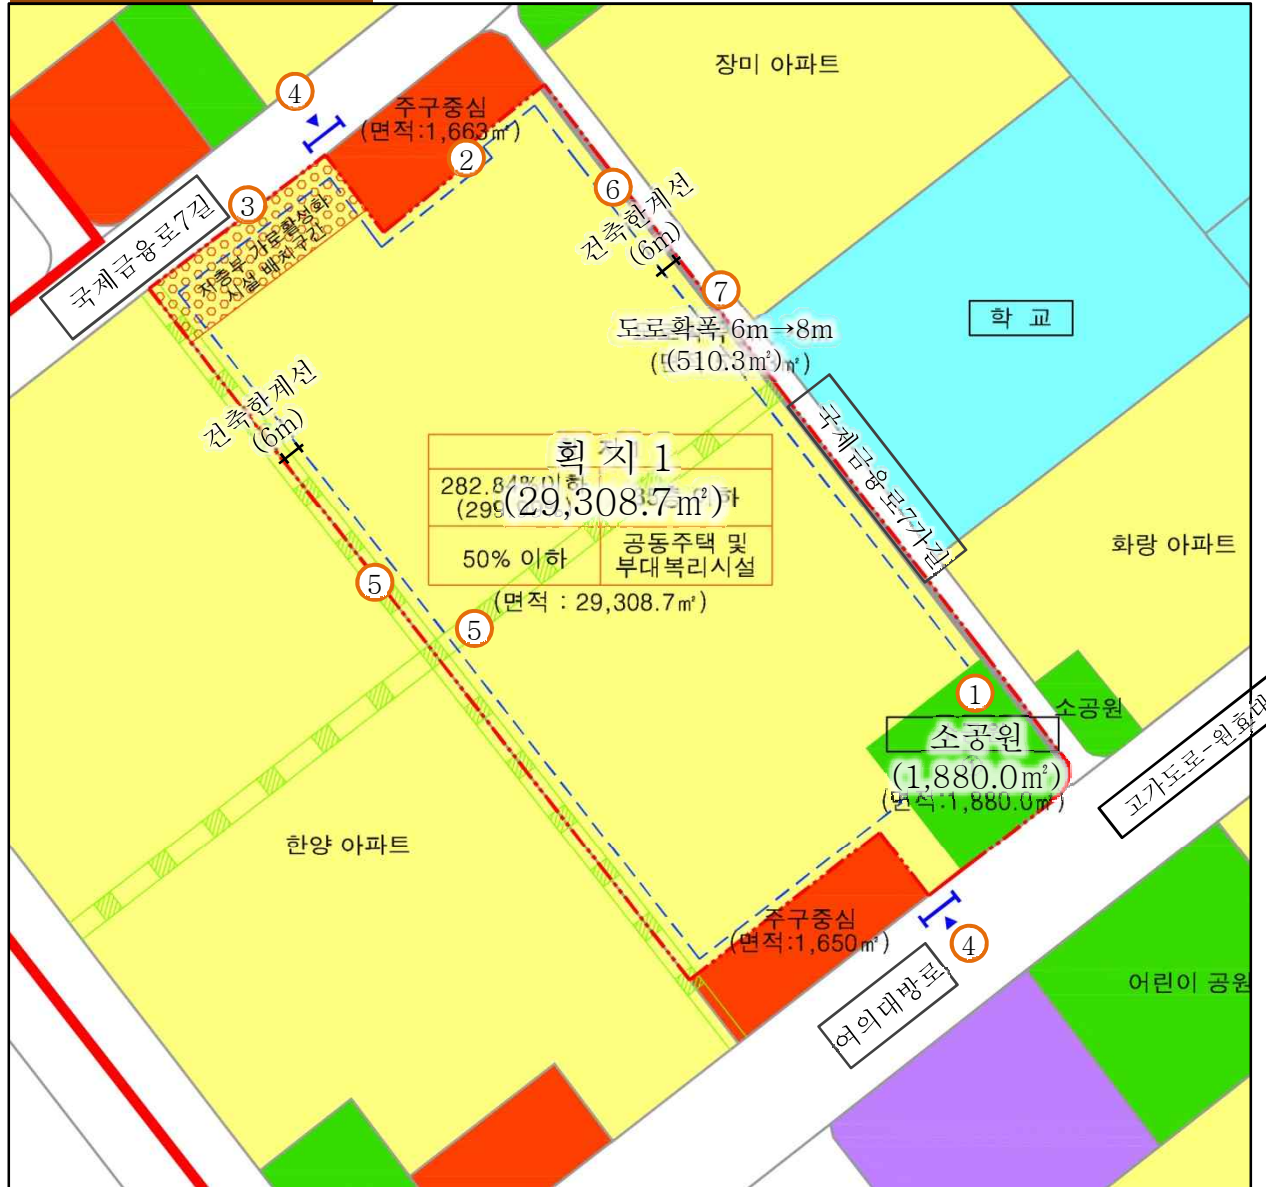 장미 아파트
④
주구중심
(면적:1,663㎡)
②
③
⑥
건축한계선
(6m)
국제금융로7길
저층부 가로활성화
시설 배치구간
⑦
학 교
도로확폭 6m→8m
(510.3㎡)
건축한계선
(6m)
국제금융로7가길
획 지 1
282.84%이하
(29,308.7㎡)
50% 이하
공동주택 및
부대복리시설
화랑 아파트
⑤
(면적 : 29,308.7㎡)
⑤
①
소공원
소공원
(1,880.0㎡)
(면적:1,880.0㎡)
고가도로-원효대
한양 아파트
주구중심
(면적:1,650㎡)
④
어린이 공원
여의대방로